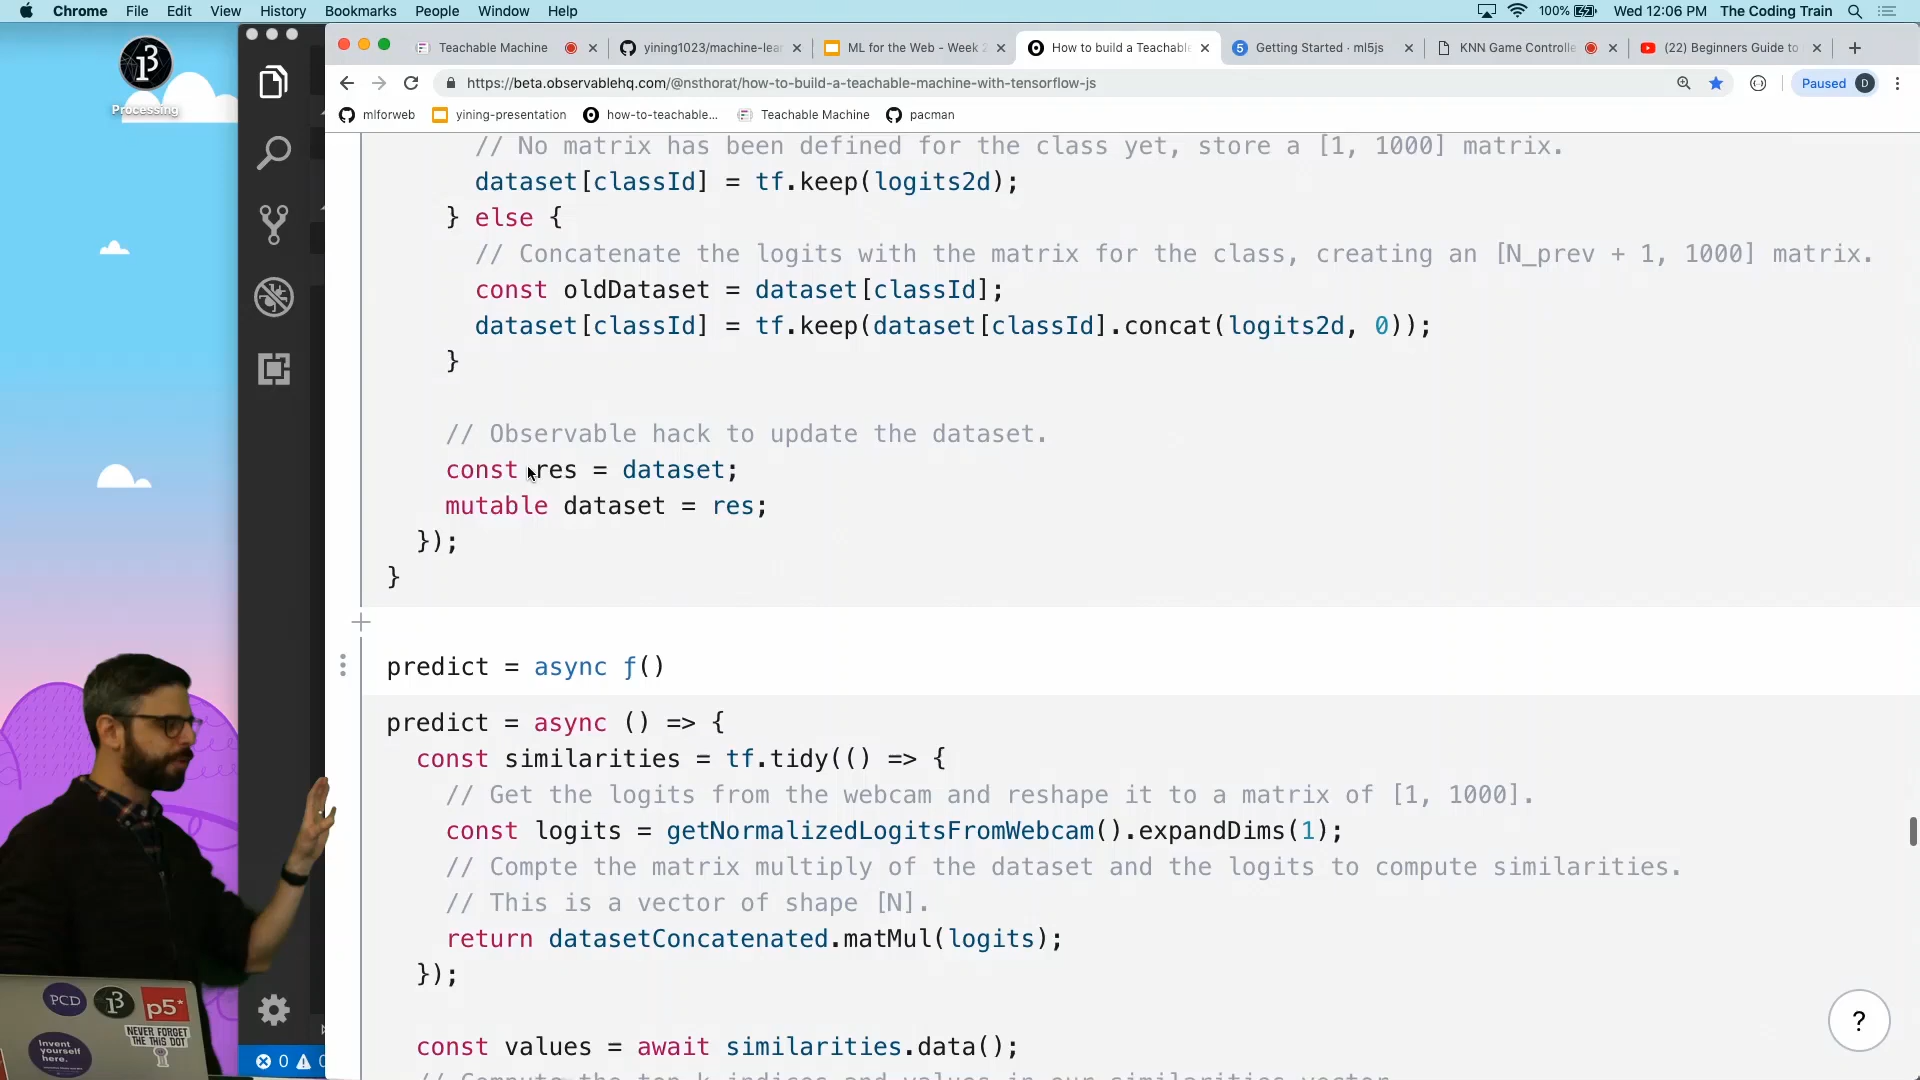 Chrome File Edit View History Bookmarks People Window Help 100% Wed 12:06 PM The Coding Train
Processing
Teachable Machine
yining1023/machine-lear
ML for the Web - Week 2
How to build a Teachable
Getting Started · ml5js
KNN Game Controlle
(22) Beginners Guide to
https://beta.observablehq.com/@nsthorat/how-to-build-a-teachable-machine-with-tensorflow-js
Paused D
mlforweb yining-presentation how-to-teachable... Teachable Machine pacman
// No matrix has been defined for the class yet, store a [1, 1000] matrix.
dataset[classId] = tf.keep(logits2d);
} else {
// Concatenate the logits with the matrix for the class, creating an [N_prev + 1, 1000] matrix.
const oldDataset = dataset[classId];
dataset[classId] = tf.keep(dataset[classId].concat(logits2d, 0));
}
// Observable hack to update the dataset.
const res = dataset;
mutable dataset = res;
});
}
predict = async ƒ()
predict = async () => {
const similarities = tf.tidy(() => {
// Get the logits from the webcam and reshape it to a matrix of [1, 1000].
const logits = getNormalizedLogitsFromWebcam().expandDims(1);
// Compte the matrix multiply of the dataset and the logits to compute similarities.
// This is a vector of shape [N].
return datasetConcatenated.matMul(logits);
});
const values = await similarities.data();
// Compute the top k indices and values in our similarities vector.
?
0 0
PCD
p5*
NEVER FORGET
THE THIS DOT
Invent
yourself
here.